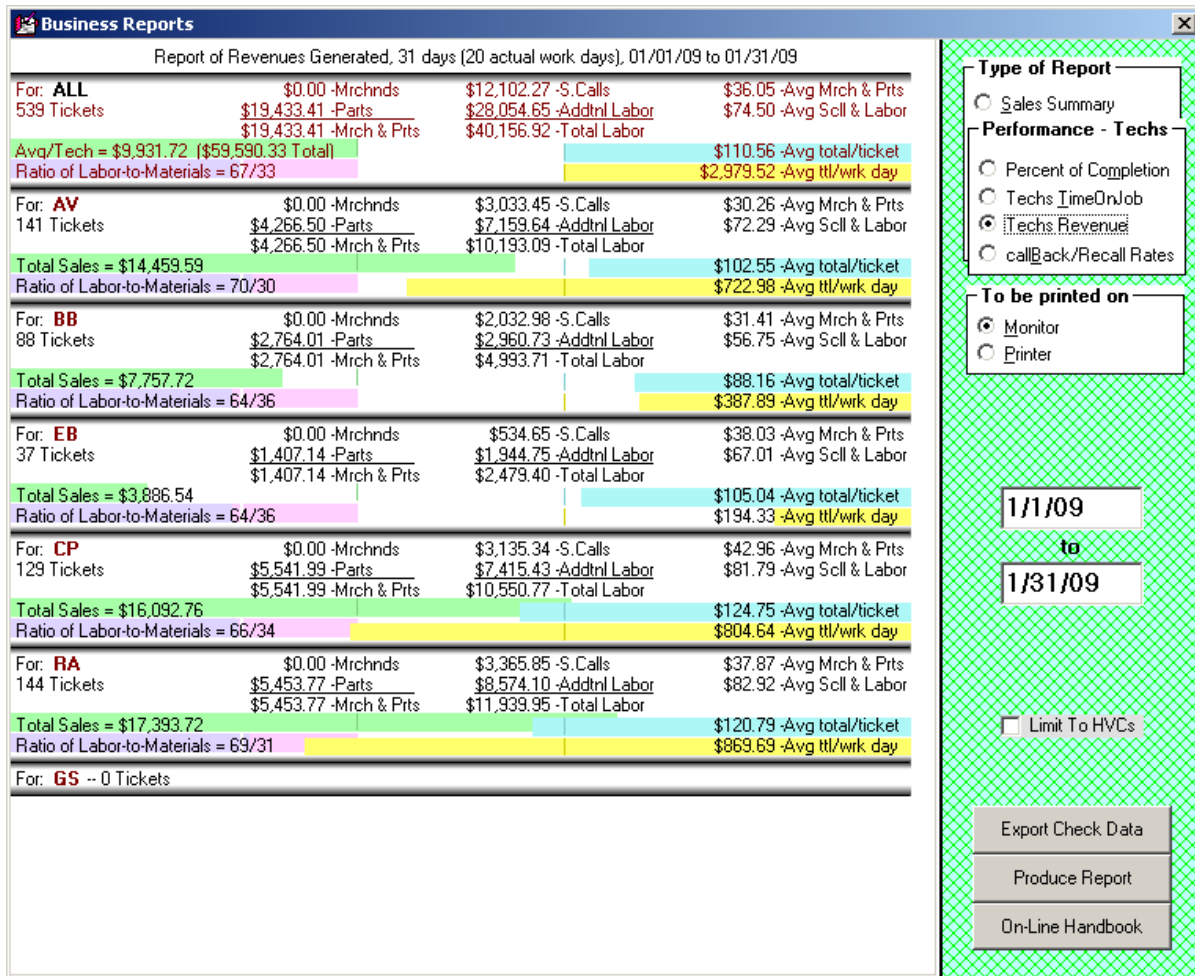 Business Reports
Report of Revenues Generated, 31 days (20 actual work days), 01/01/09 to 01/31/09
For: ALL $0.00 -Mrchnds $12,102.27 -S.Calls $36.05 -Avg Mrch & Prts
539 Tickets $19,433.41 -Parts $28,054.65 -Addtnl Labor $74.50 -Avg Scll & Labor
$19,433.41 -Mrch & Prts $40,156.92 -Total Labor
Avg/Tech = $9,931.72 ($59,590.33 Total) $110.56 -Avg total/ticket
Ratio of Labor-to-Materials = 67/33 $2,979.52 -Avg ttl/wrk day
For: AV $0.00 -Mrchnds $3,033.45 -S.Calls $30.26 -Avg Mrch & Prts
141 Tickets $4,266.50 -Parts $7,159.64 -Addtnl Labor $72.29 -Avg Scll & Labor
$4,266.50 -Mrch & Prts $10,193.09 -Total Labor
Total Sales = $14,459.59 $102.55 -Avg total/ticket
Ratio of Labor-to-Materials = 70/30 $722.98 -Avg ttl/wrk day
For: BB $0.00 -Mrchnds $2,032.98 -S.Calls $31.41 -Avg Mrch & Prts
88 Tickets $2,764.01 -Parts $2,960.73 -Addtnl Labor $56.75 -Avg Scll & Labor
$2,764.01 -Mrch & Prts $4,993.71 -Total Labor
Total Sales = $7,757.72 $88.16 -Avg total/ticket
Ratio of Labor-to-Materials = 64/36 $387.89 -Avg ttl/wrk day
For: EB $0.00 -Mrchnds $534.65 -S.Calls $38.03 -Avg Mrch & Prts
37 Tickets $1,407.14 -Parts $1,944.75 -Addtnl Labor $67.01 -Avg Scll & Labor
$1,407.14 -Mrch & Prts $2,479.40 -Total Labor
Total Sales = $3,886.54 $105.04 -Avg total/ticket
Ratio of Labor-to-Materials = 64/36 $194.33 -Avg ttl/wrk day
For: CP $0.00 -Mrchnds $3,135.34 -S.Calls $42.96 -Avg Mrch & Prts
129 Tickets $5,541.99 -Parts $7,415.43 -Addtnl Labor $81.79 -Avg Scll & Labor
$5,541.99 -Mrch & Prts $10,550.77 -Total Labor
Total Sales = $16,092.76 $124.75 -Avg total/ticket
Ratio of Labor-to-Materials = 66/34 $804.64 -Avg ttl/wrk day
For: RA $0.00 -Mrchnds $3,365.85 -S.Calls $37.87 -Avg Mrch & Prts
144 Tickets $5,453.77 -Parts $8,574.10 -Addtnl Labor $82.92 -Avg Scll & Labor
$5,453.77 -Mrch & Prts $11,939.95 -Total Labor
Total Sales = $17,393.72 $120.79 -Avg total/ticket
Ratio of Labor-to-Materials = 69/31 $869.69 -Avg ttl/wrk day
For: GS -- 0 Tickets
Type of Report
Sales Summary
Performance - Techs
Percent of Completion
Techs TimeOnJob
Techs Revenue
callBack/Recall Rates
To be printed on
Monitor
Printer
1/1/09
to
1/31/09
Limit To HVCs
Export Check Data
Produce Report
On-Line Handbook